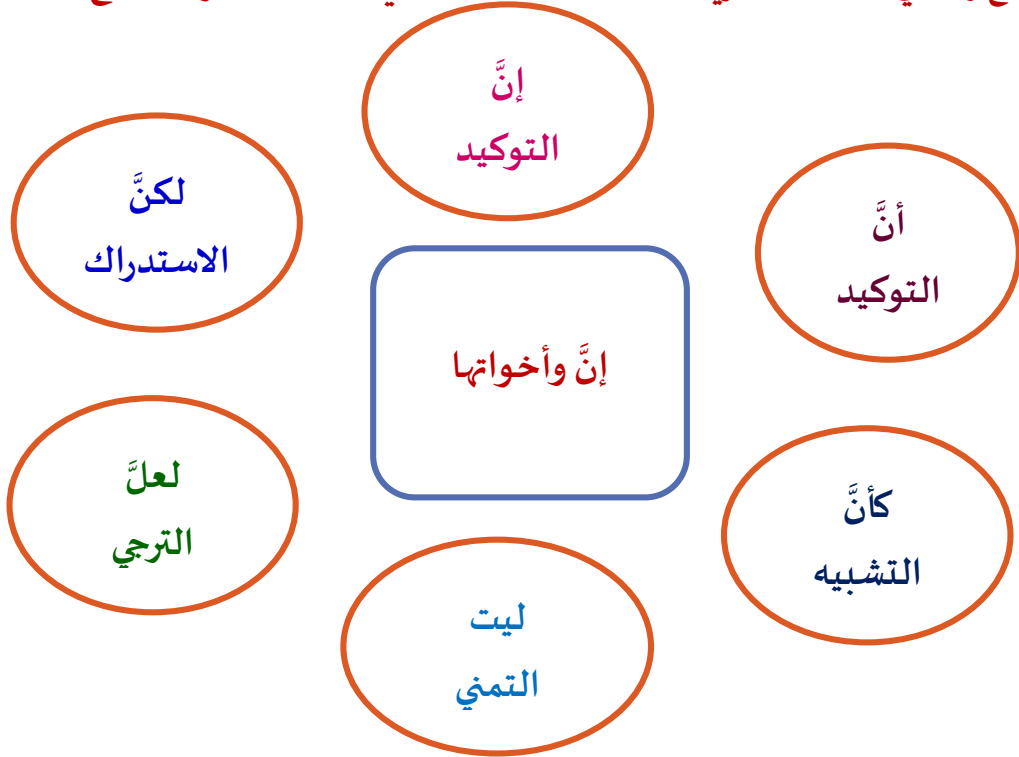 إنَّ
التوكيد
أنَّ
التوكيد
لكنَّ
الاستدراك
إنَّ وأخواتها
كأنَّ
التشبيه
لعلَّ
الترجي
ليت
التمني